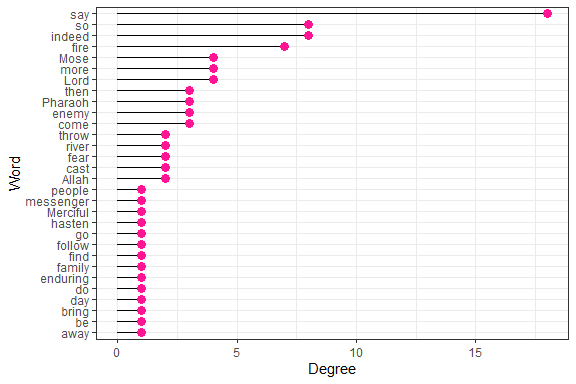 say
so
indeed
fire
Mose
more
Lord
then
Pharaoh
enemy
come
throw
river
fear
cast
Allah
people
messenger
Merciful
hasten
go
follow
find
family
enduring
do
day
bring
be
away
Word
0 5 10 15
Degree